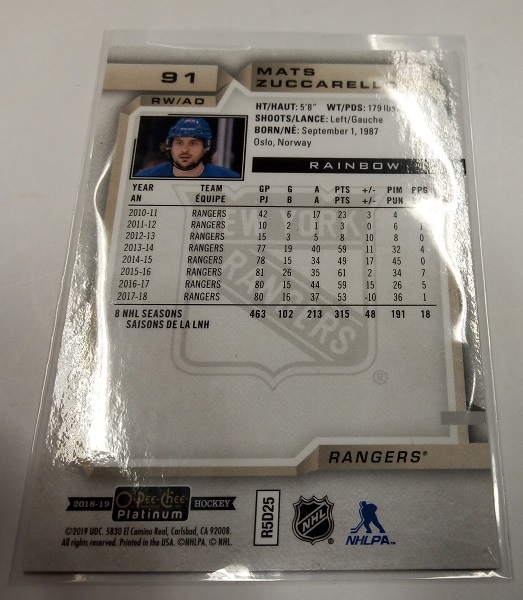 91
MATS
ZUCCARELL
RW/AD
HT/HAUT: 5'8" WT/PDS: 179 lbs
SHOOTS/LANCE: Left/Gauche
BORN/NÉ: September 1, 1987
Oslo, Norway
RAINBOW
YEAR TEAM GP G A PTS +/- PIM PPG
AN ÉQUIPE PJ B A PTS +/- PUN
2010-11 RANGERS 42 6 17 23 3 4
2011-12 RANGERS 10 2 1 3 0 6 1
2012-13 RANGERS 15 3 5 8 10 8 0
2013-14 RANGERS 77 19 40 59 11 32 4
2014-15 RANGERS 78 15 34 49 17 45 0
2015-16 RANGERS 81 26 35 61 2 34 7
2016-17 RANGERS 80 15 44 59 15 26 5
2017-18 RANGERS 80 16 37 53 -10 36 1
8 NHL SEASONS 463 102 213 315 48 191 18
SAISONS DE LA LNH
NEW YORK
RANGERS
®
RANGERS®
2018-19 O-Pee-Chee HOCKEY
Platinum
©2019 UDC. 5830 El Camino Real, Carlsbad, CA 92008.
All rights reserved. Printed in the USA. ©NHLPA. © NHL.
R5D25
NHL
NHLPA